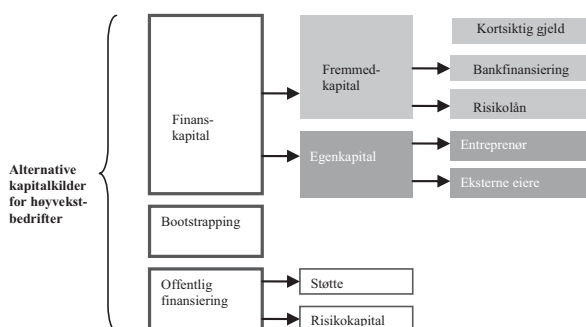 Alternative
kapitalkilder
for høyvekst-
bedrifter
Finans-
kapital
Fremmed-
kapital
Kortsiktig gjeld
Bankfinansiering
Risikolån
Egenkapital
Entreprenør
Eksterne eiere
Bootstrapping
Offentlig
finansiering
Støtte
Risikokapital